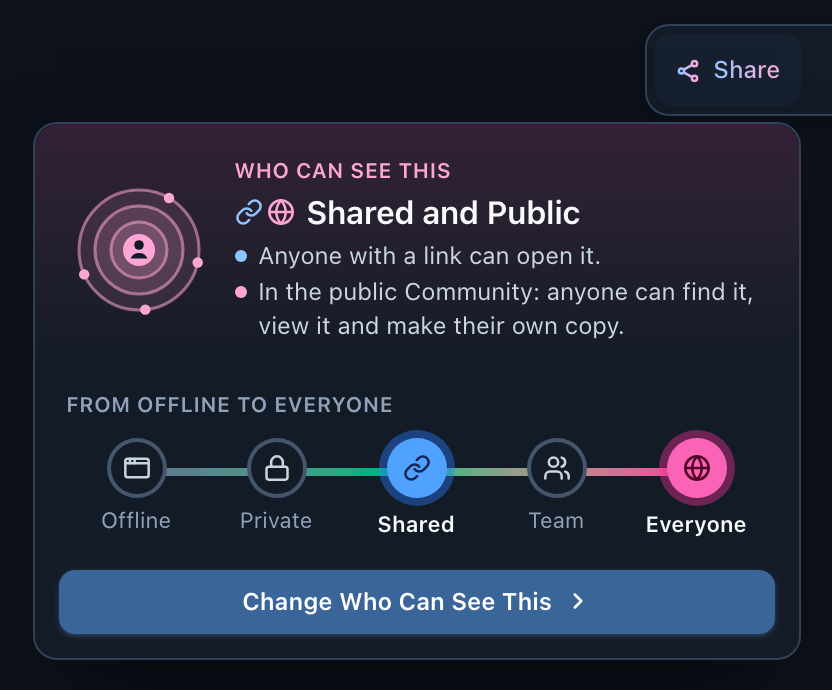 Share
WHO CAN SEE THIS
Shared and Public
Anyone with a link can open it.
In the public Community: anyone can find it,
view it and make their own copy.
FROM OFFLINE TO EVERYONE
Offline
Private
Shared
Team
Everyone
Change Who Can See This